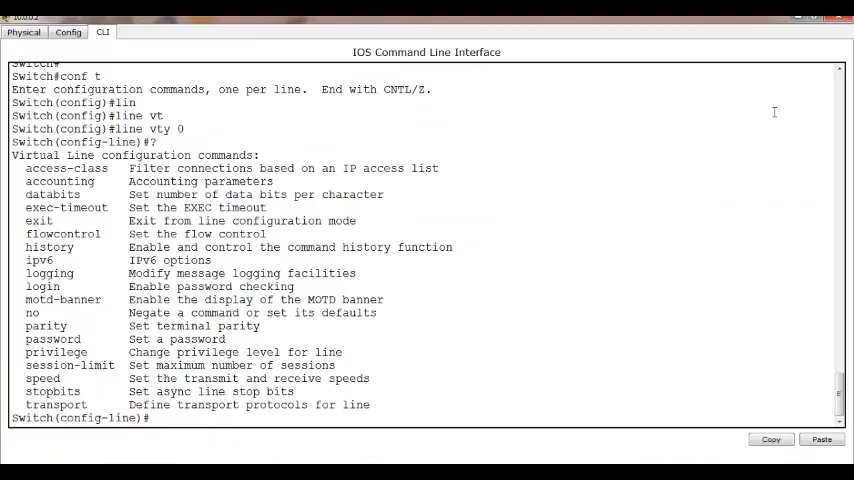 10.0.0.2
Physical Config CLI
IOS Command Line Interface
Switch#
Switch#conf t
Enter configuration commands, one per line.  End with CNTL/Z.
Switch(config)#lin
Switch(config)#line vt
Switch(config)#line vty 0
Switch(config-line)#?
Virtual Line configuration commands:
  access-class   Filter connections based on an IP access list
  accounting     Accounting parameters
  databits       Set number of data bits per character
  exec-timeout   Set the EXEC timeout
  exit           Exit from line configuration mode
  flowcontrol    Set the flow control
  history        Enable and control the command history function
  ipv6           IPv6 options
  logging        Modify message logging facilities
  login          Enable password checking
  motd-banner    Enable the display of the MOTD banner
  no             Negate a command or set its defaults
  parity         Set terminal parity
  password       Set a password
  privilege      Change privilege level for line
  session-limit  Set maximum number of sessions
  speed          Set the transmit and receive speeds
  stopbits       Set async line stop bits
  transport      Define transport protocols for line
Switch(config-line)#
Copy Paste